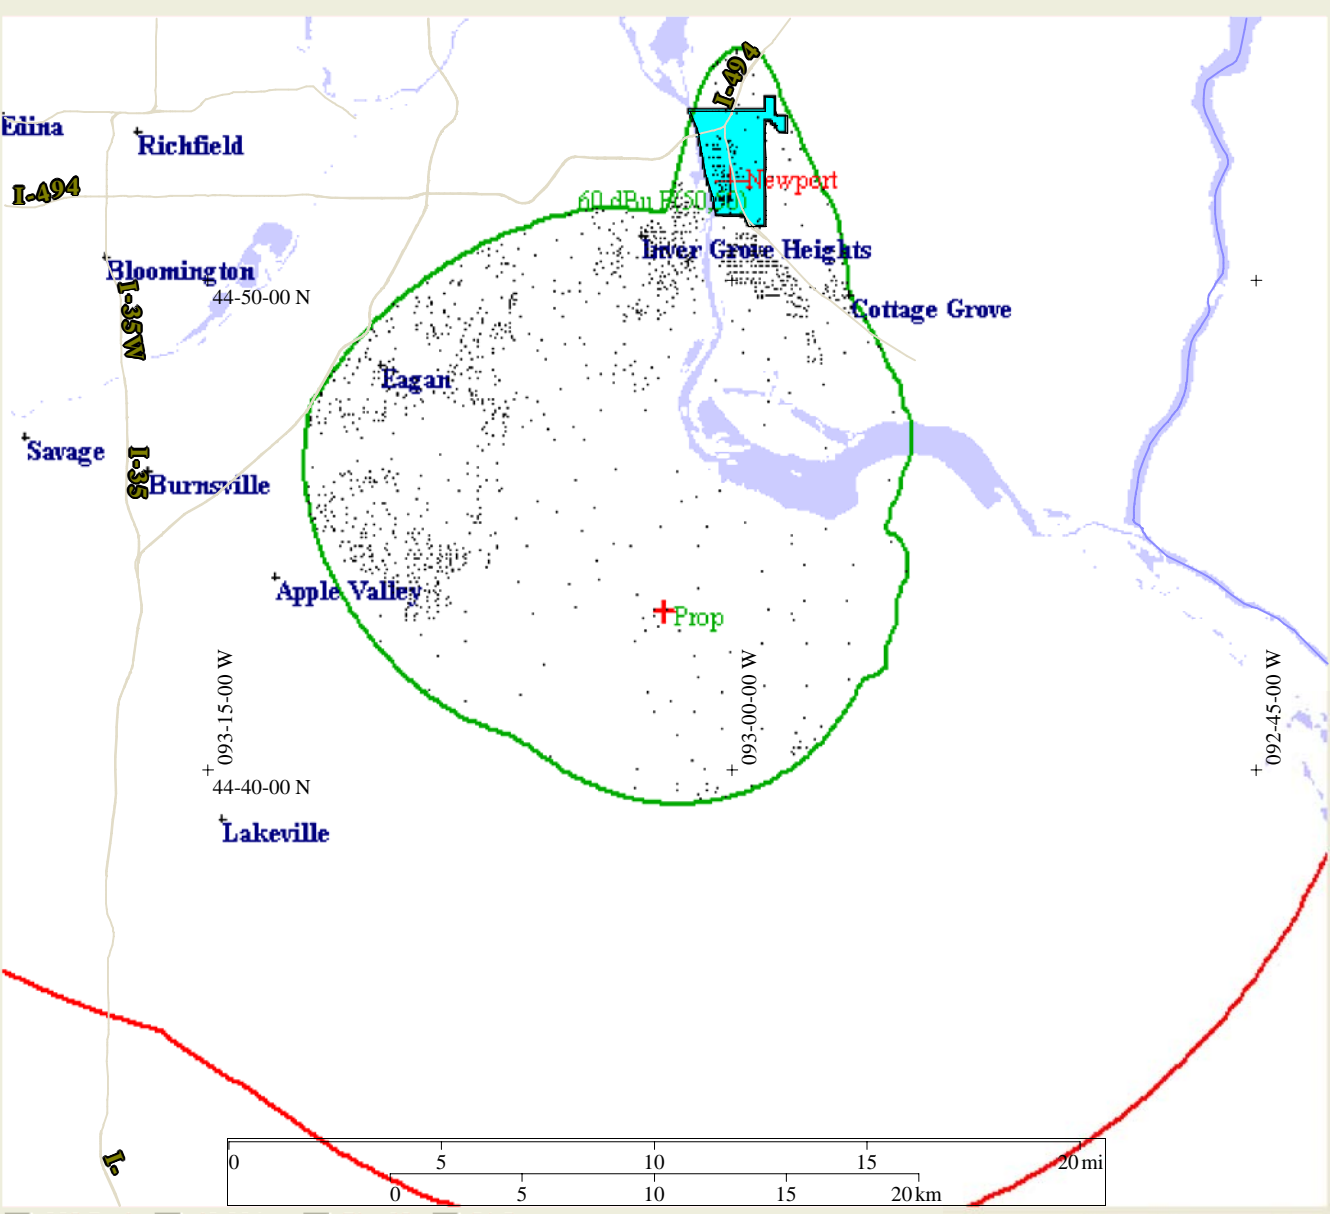 I-494
Edina
Richfield
I-494
Newport
60 dBu
Inver Grove Heights
Bloomington
44-50-00 N
I-35W
Cottage Grove
Eagan
Savage
I-35
Burnsville
Apple Valley
Prop
093-15-00 W
093-00-00 W
092-45-00 W
44-40-00 N
Lakeville
I-
0 5 10 15 20 mi
0 5 10 15 20 km